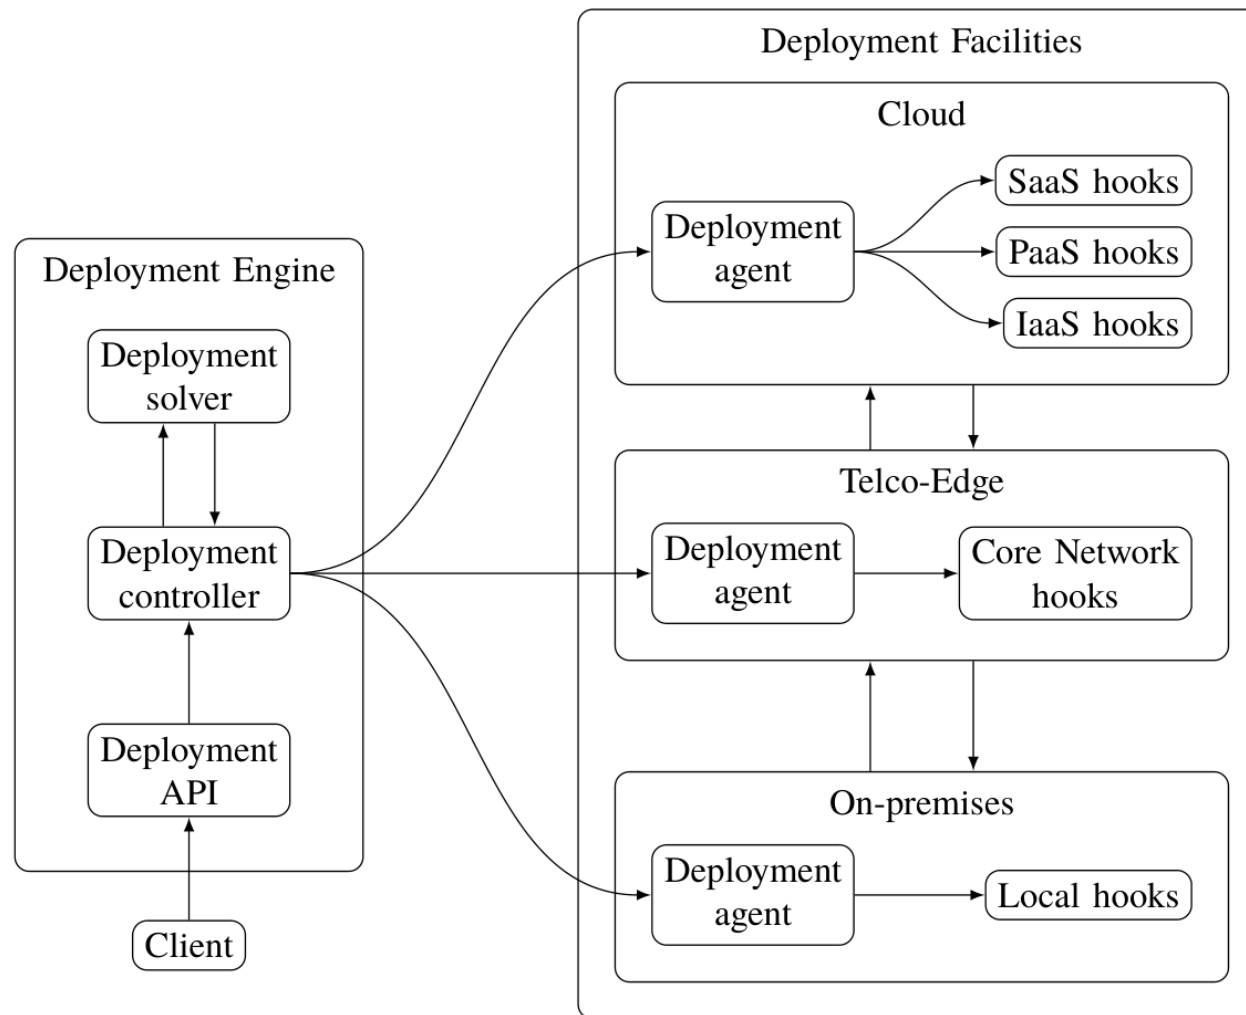 Deployment Engine
Deployment
solver
Deployment
controller
Deployment
API
Client
Deployment Facilities
Cloud
Deployment
agent
SaaS hooks
PaaS hooks
IaaS hooks
Telco-Edge
Deployment
agent
Core Network
hooks
On-premises
Deployment
agent
Local hooks